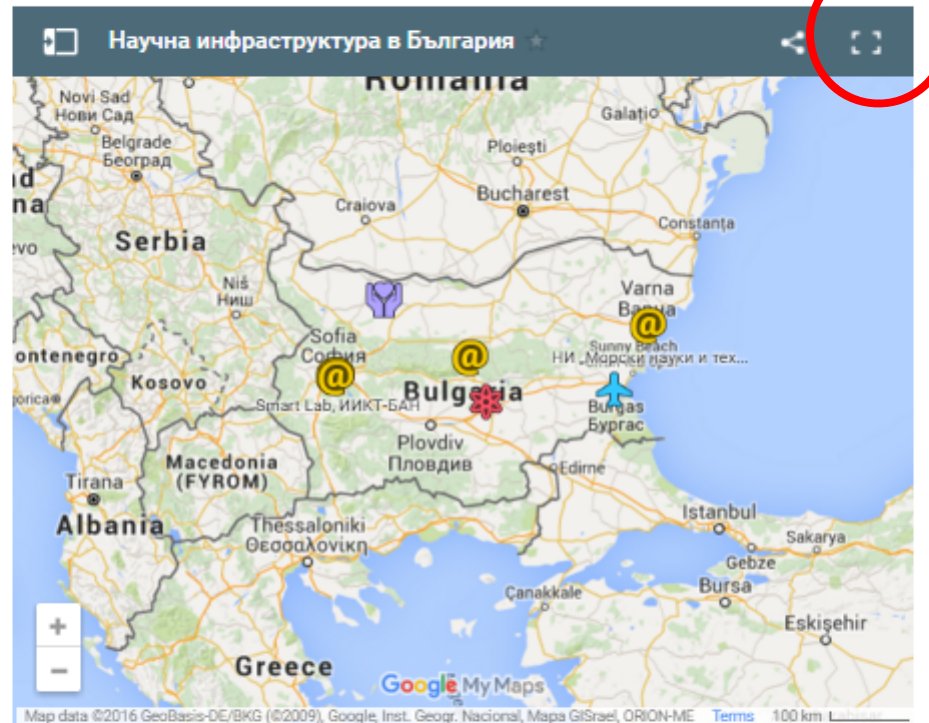 Научна инфраструктура в България
Romania
Novi Sad
Нови Сад
Galați
Belgrade
Београд
Ploiești
Bucharest
Craiova
Constanța
Serbia
Niš
Ниш
Varna
Варна
Sofia
София
@
@
@
Sunny Beach
НИ „Морски науки и тех...
ontenegro
Kosovo
Bulgaria
Smart Lab, ИИКТ-БАН
Burgas
Бургас
Plovdiv
Пловдив
Macedonia
(FYROM)
Edirne
Tirana
Istanbul
Albania
Thessaloniki
Θεσσαλονίκη
Sakarya
Gebze
Çanakkale
Bursa
Eskişehir
+
−
Greece
Google My Maps
Map data ©2016 GeoBasis-DE/BKG (©2009), Google, Inst. Geogr. Nacional, Mapa GISrael, ORION-ME Terms 100 km